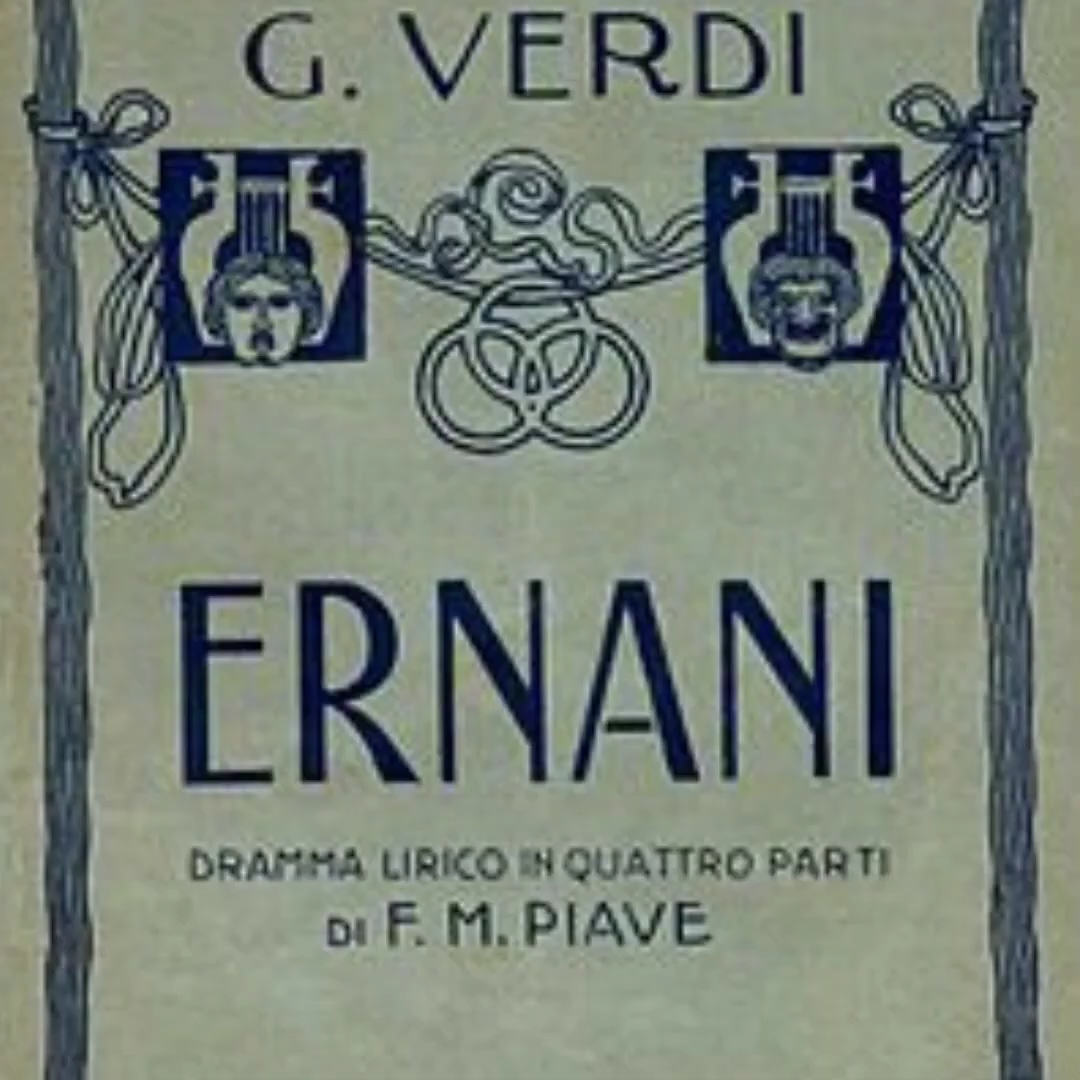 G. VERDI
ERNANI
DRAMMA LIRICO IN QUATTRO PARTI
DI F. M. PIAVE